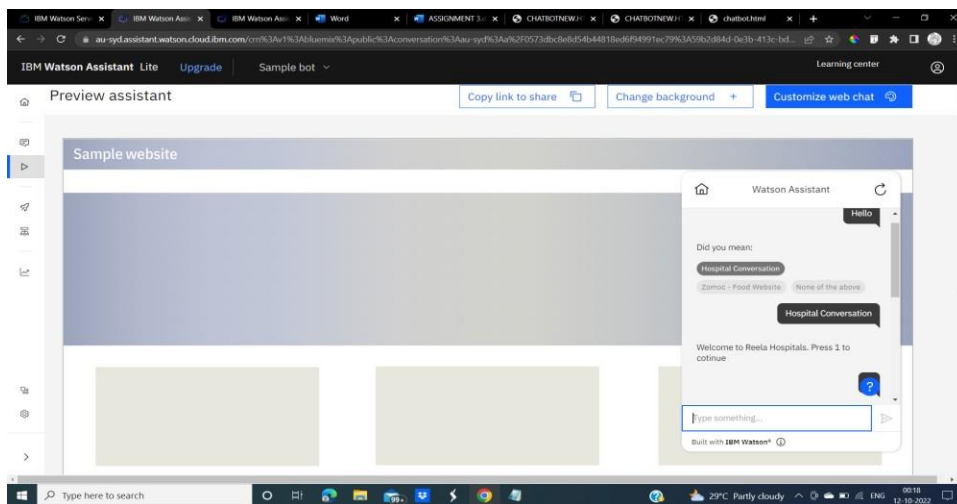 IBM Watson Serv
IBM Watson Assi
IBM Watson Assi
Word
ASSIGNMENT 3.
CHATBOTNEW.H
CHATBOTNEW.H
chatbot.html
IBM Watson Assistant Lite
Upgrade
Sample bot
Learning center
Preview assistant
Copy link to share
Change background +
Customize web chat
Sample website
Watson Assistant
Hello
Did you mean:
Hospital Conversation
Zomoc - Food Website
None of the above
Hospital Conversation
Welcome to Reela Hospitals. Press 1 to
cotinue
?
Type something...
Built with IBM Watson®
Type here to search
99+
29°C Partly cloudy
ENG
00:18
12-10-2022